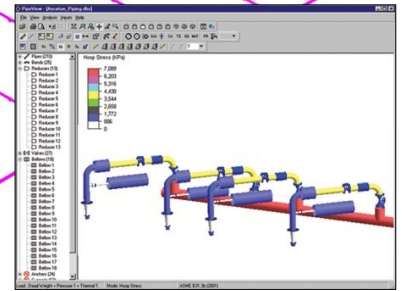 PipeView - [Aeration_Piping.dbs]
File View Analysis Inputs Help
Pipes (210)
Bends (25)
Reducers (13)
Reducer 1
Reducer 2
Reducer 3
Reducer 4
Reducer 5
Reducer 6
Reducer 7
Reducer 8
Reducer 9
Reducer 10
Reducer 11
Reducer 12
Reducer 13
Valves (27)
Bellows (18)
Bellow 1
Bellow 2
Bellow 3
Bellow 4
Bellow 5
Bellow 6
Bellow 7
Bellow 8
Bellow 9
Bellow 10
Bellow 11
Bellow 12
Bellow 13
Bellow 14
Bellow 15
Bellow 16
Bellow 17
Bellow 18
Anchors (24)
Hoop Stress (KPa)
7,089
6,203
5,316
4,430
3,544
2,658
1,772
886
0
Load : Dead Weight + Pressure 1 + Thermal 1 Mode: Hoop Stress ASME B31.3c(2001)